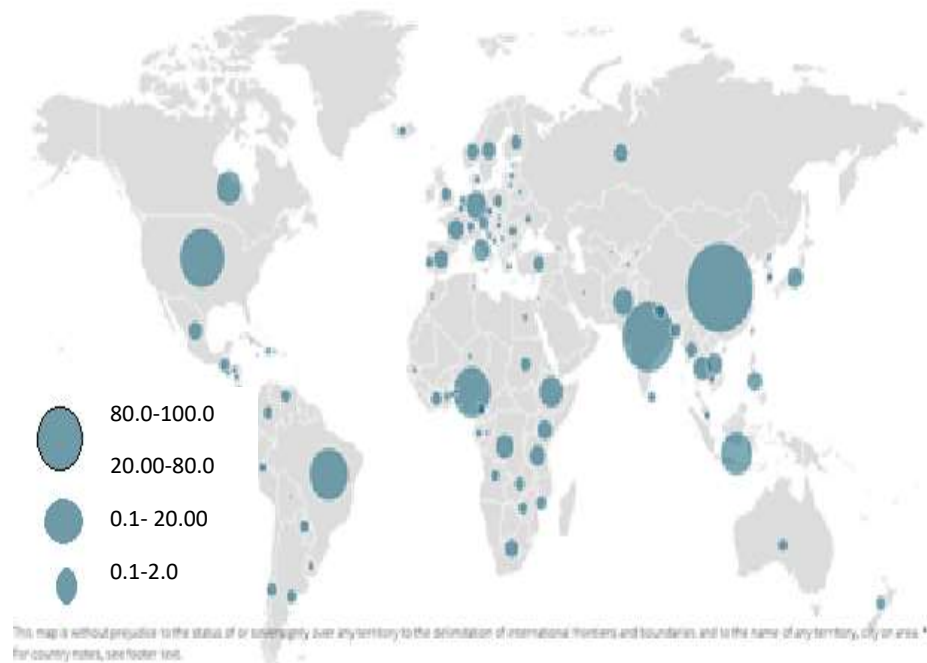 80.0-100.0
20.00-80.0
0.1- 20.00
0.1-2.0
This map is without prejudice to the status of or sovereignty over any territory to the delimitation of international frontiers and boundaries and to the name of any territory, city or area.
For country notes, see footer text.